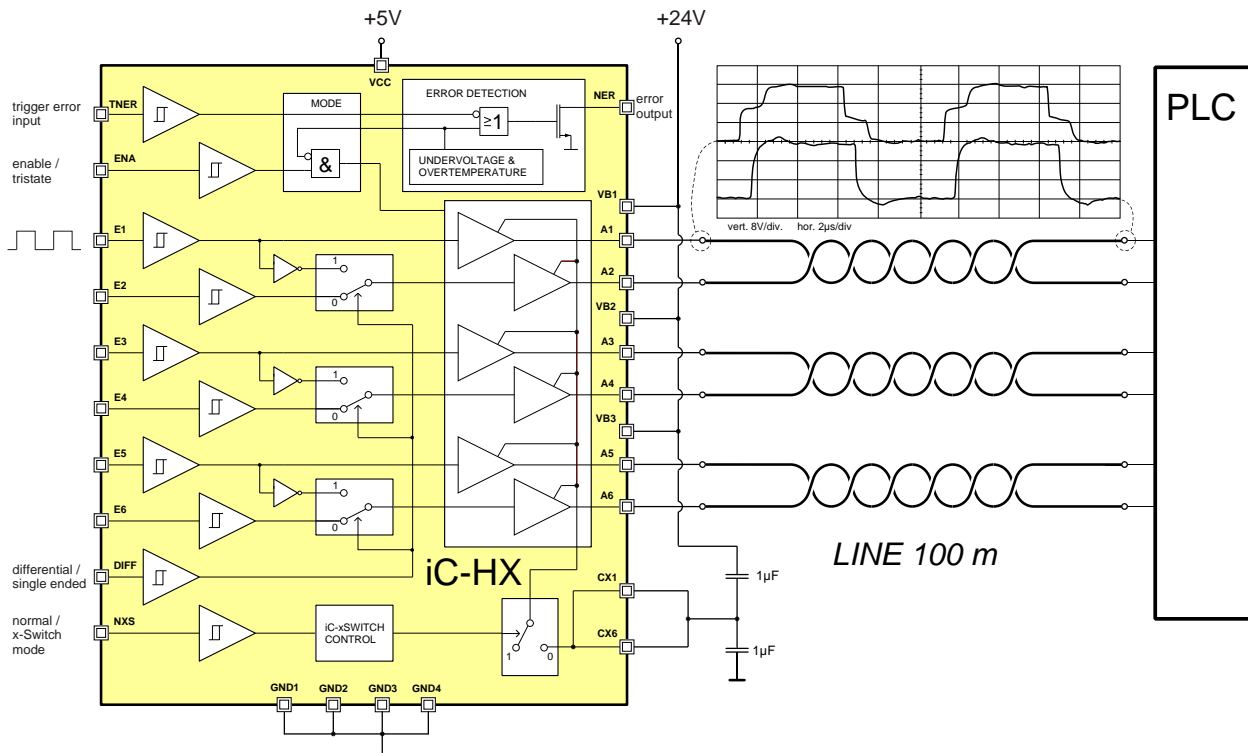 +5V
+24V
VCC
trigger error
input
TNER
MODE
ERROR DETECTION
NER
error
output
≥1
enable /
tristate
ENA
&
UNDERVOLTAGE &
OVERTEMPERATURE
VB1
PLC
vert. 8V/div. hor. 2µs/div
E1
A1
1
0
E2
A2
VB2
E3
A3
1
0
E4
A4
VB3
E5
A5
1
0
E6
A6
LINE 100 m
differential /
single ended
DIFF
iC-HX
1µF
CX1
normal /
x-Switch
mode
NXS
iC-xSWITCH
CONTROL
1
0
CX6
1µF
GND1
GND2
GND3
GND4